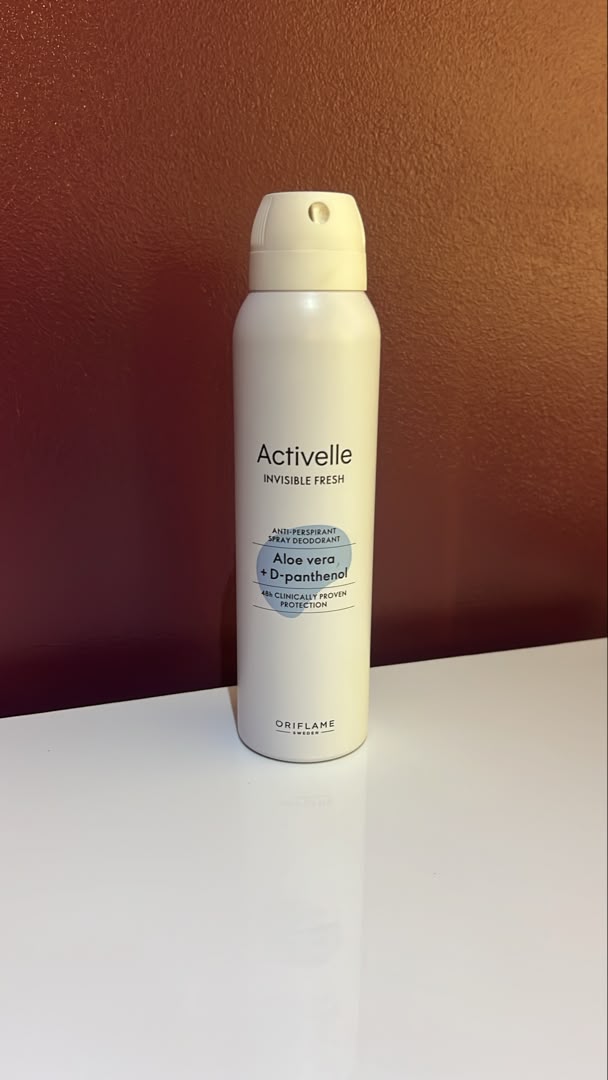 Activelle
INVISIBLE FRESH
ANTI-PERSPIRANT
SPRAY DEODORANT
Aloe vera
+ D-panthenol
48h CLINICALLY PROVEN
PROTECTION
ORIFLAME
SWEDEN